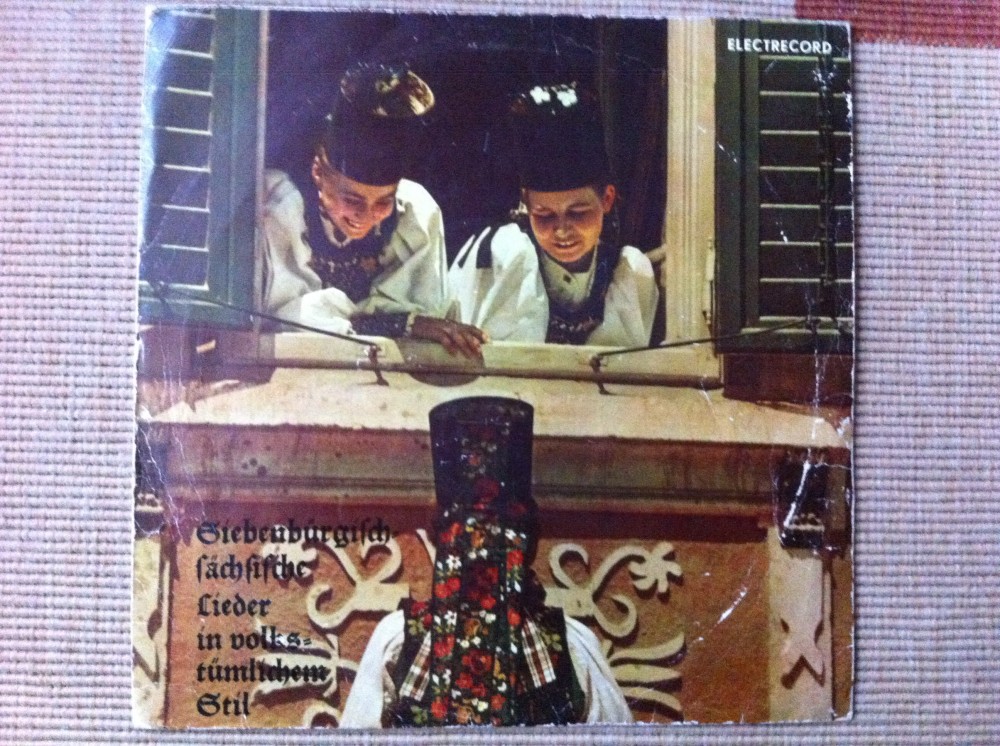 ELECTRECORD
Siebenbürgisch-
sächsische
Lieder
in volks-
tümlichem
Stil